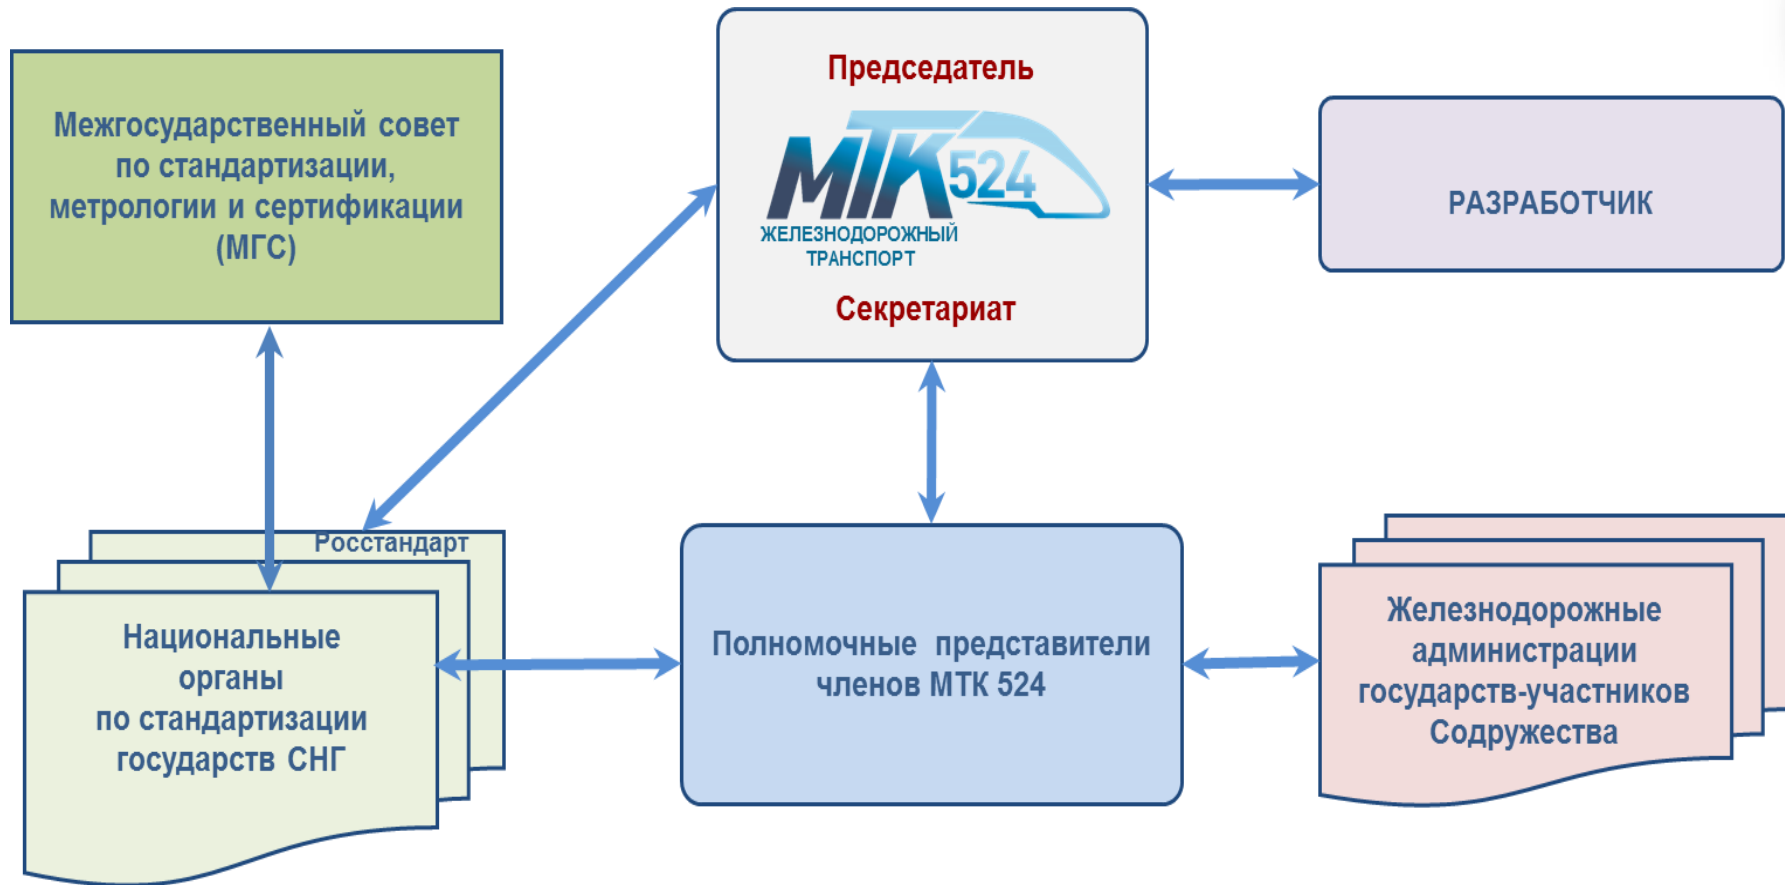 Межгосударственный совет
по стандартизации,
метрологии и сертификации
(МГС)
Председатель
МТК 524
ЖЕЛЕЗНОДОРОЖНЫЙ
ТРАНСПОРТ
Секретариат
РАЗРАБОТЧИК
Росстандарт
Национальные
органы
по стандартизации
государств СНГ
Полномочные представители
членов МТК 524
Железнодорожные
администрации
государств-участников
Содружества